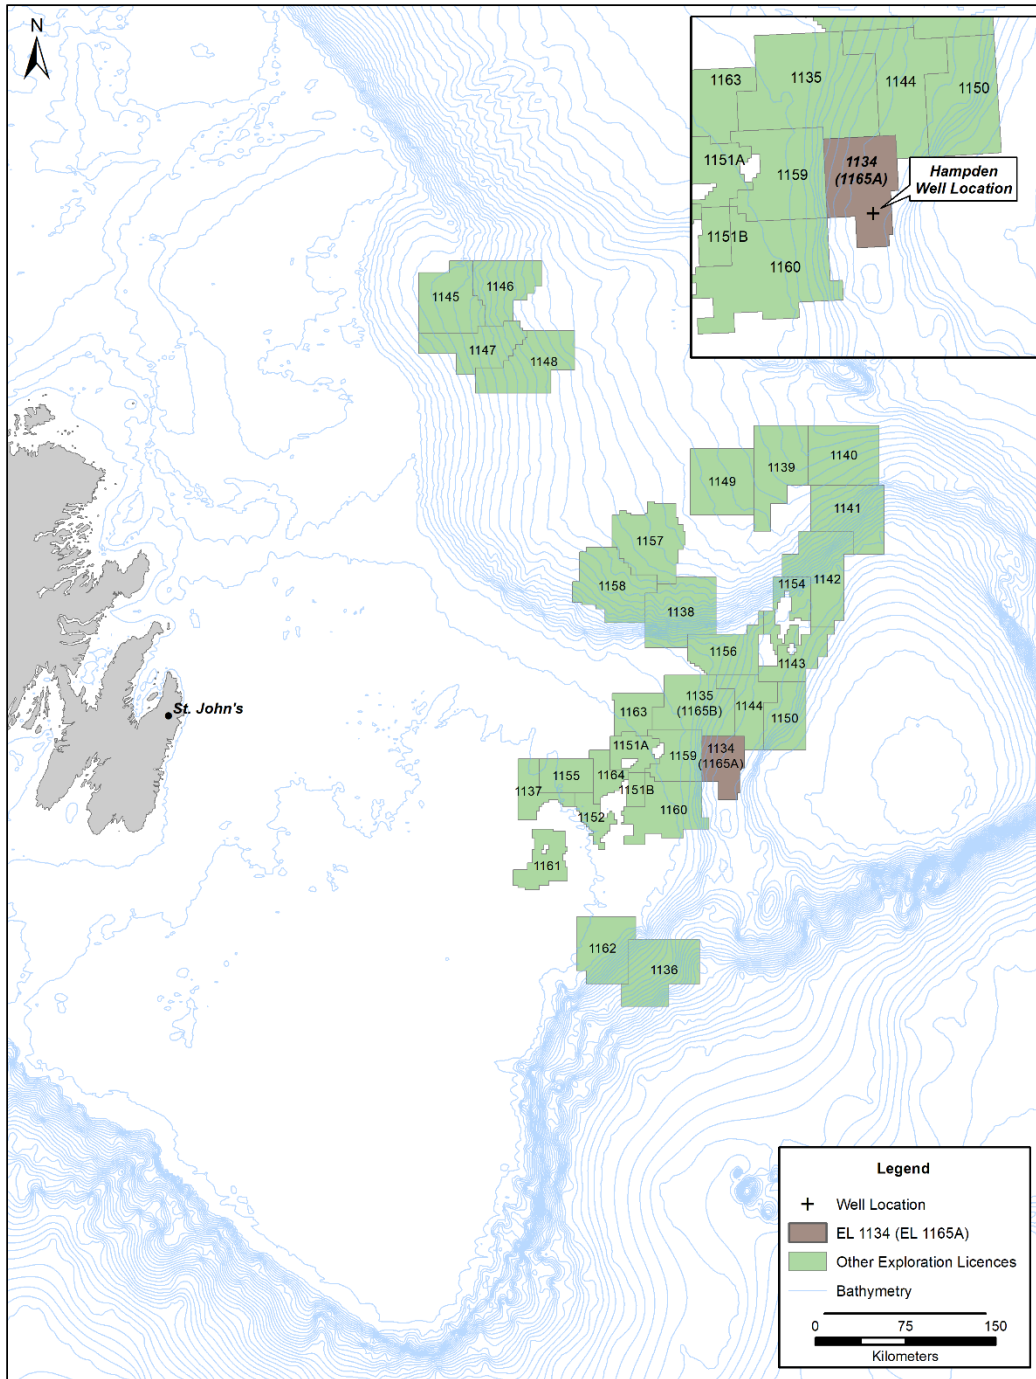 N
1163
1135
1144
1150
1151A
1159
1134
(1165A)
Hampden
Well Location
1151B
1160
1145
1146
1147
1148
1149
1139
1140
1141
1157
1158
1138
1154
1142
1156
1143
1135
(1165B)
1163
1144
1150
St. John's
1151A
1159
1134
(1165A)
1155
1164
1137
1151B
1152
1160
1161
1162
1136
Legend
Well Location
EL 1134 (EL 1165A)
Other Exploration Licences
Bathymetry
0 75 150
Kilometers